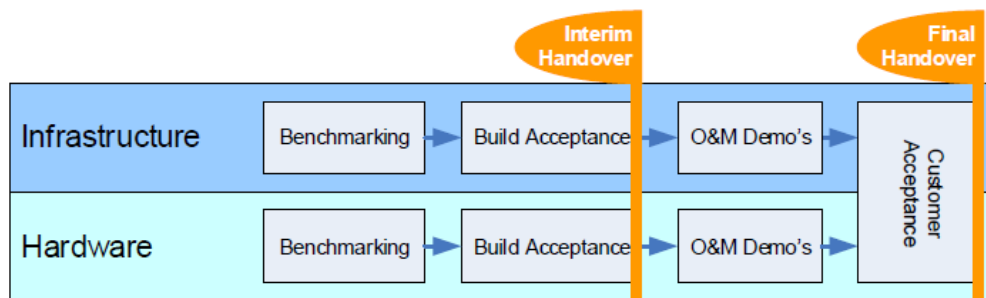 Interim
Handover
Final
Handover
Infrastructure
Benchmarking
Build Acceptance
O&M Demo's
Customer
Acceptance
Hardware
Benchmarking
Build Acceptance
O&M Demo's